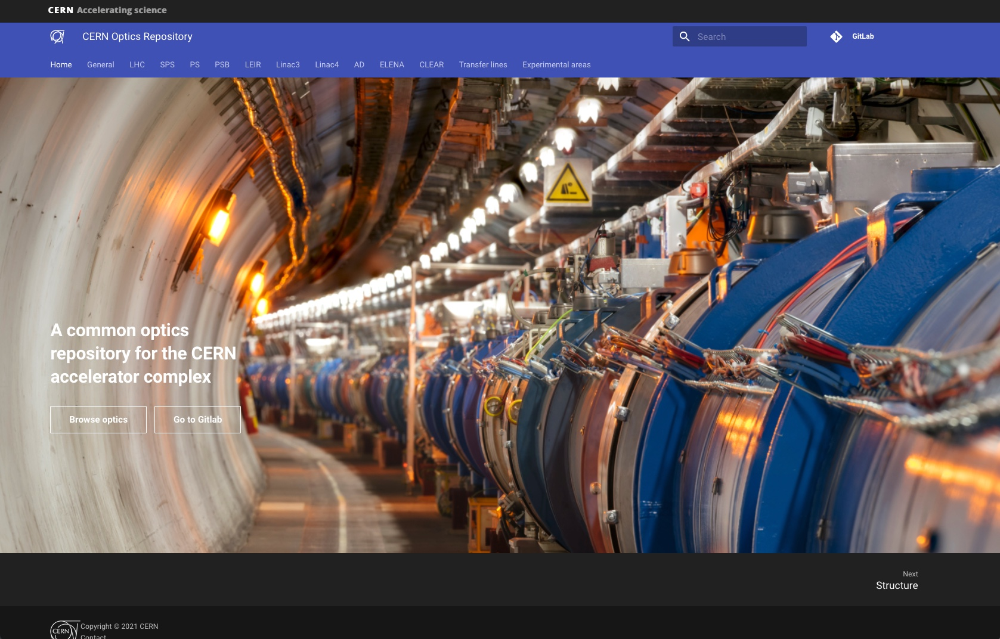 CERN Accelerating science
CERN Optics Repository
Search
GitLab
Home General LHC SPS PS PSB LEIR Linac3 Linac4 AD ELENA CLEAR Transfer lines Experimental areas
A common optics
repository for the CERN
accelerator complex
Browse optics Go to Gitlab
Next
Structure
CERN
Copyright © 2021 CERN
Contact